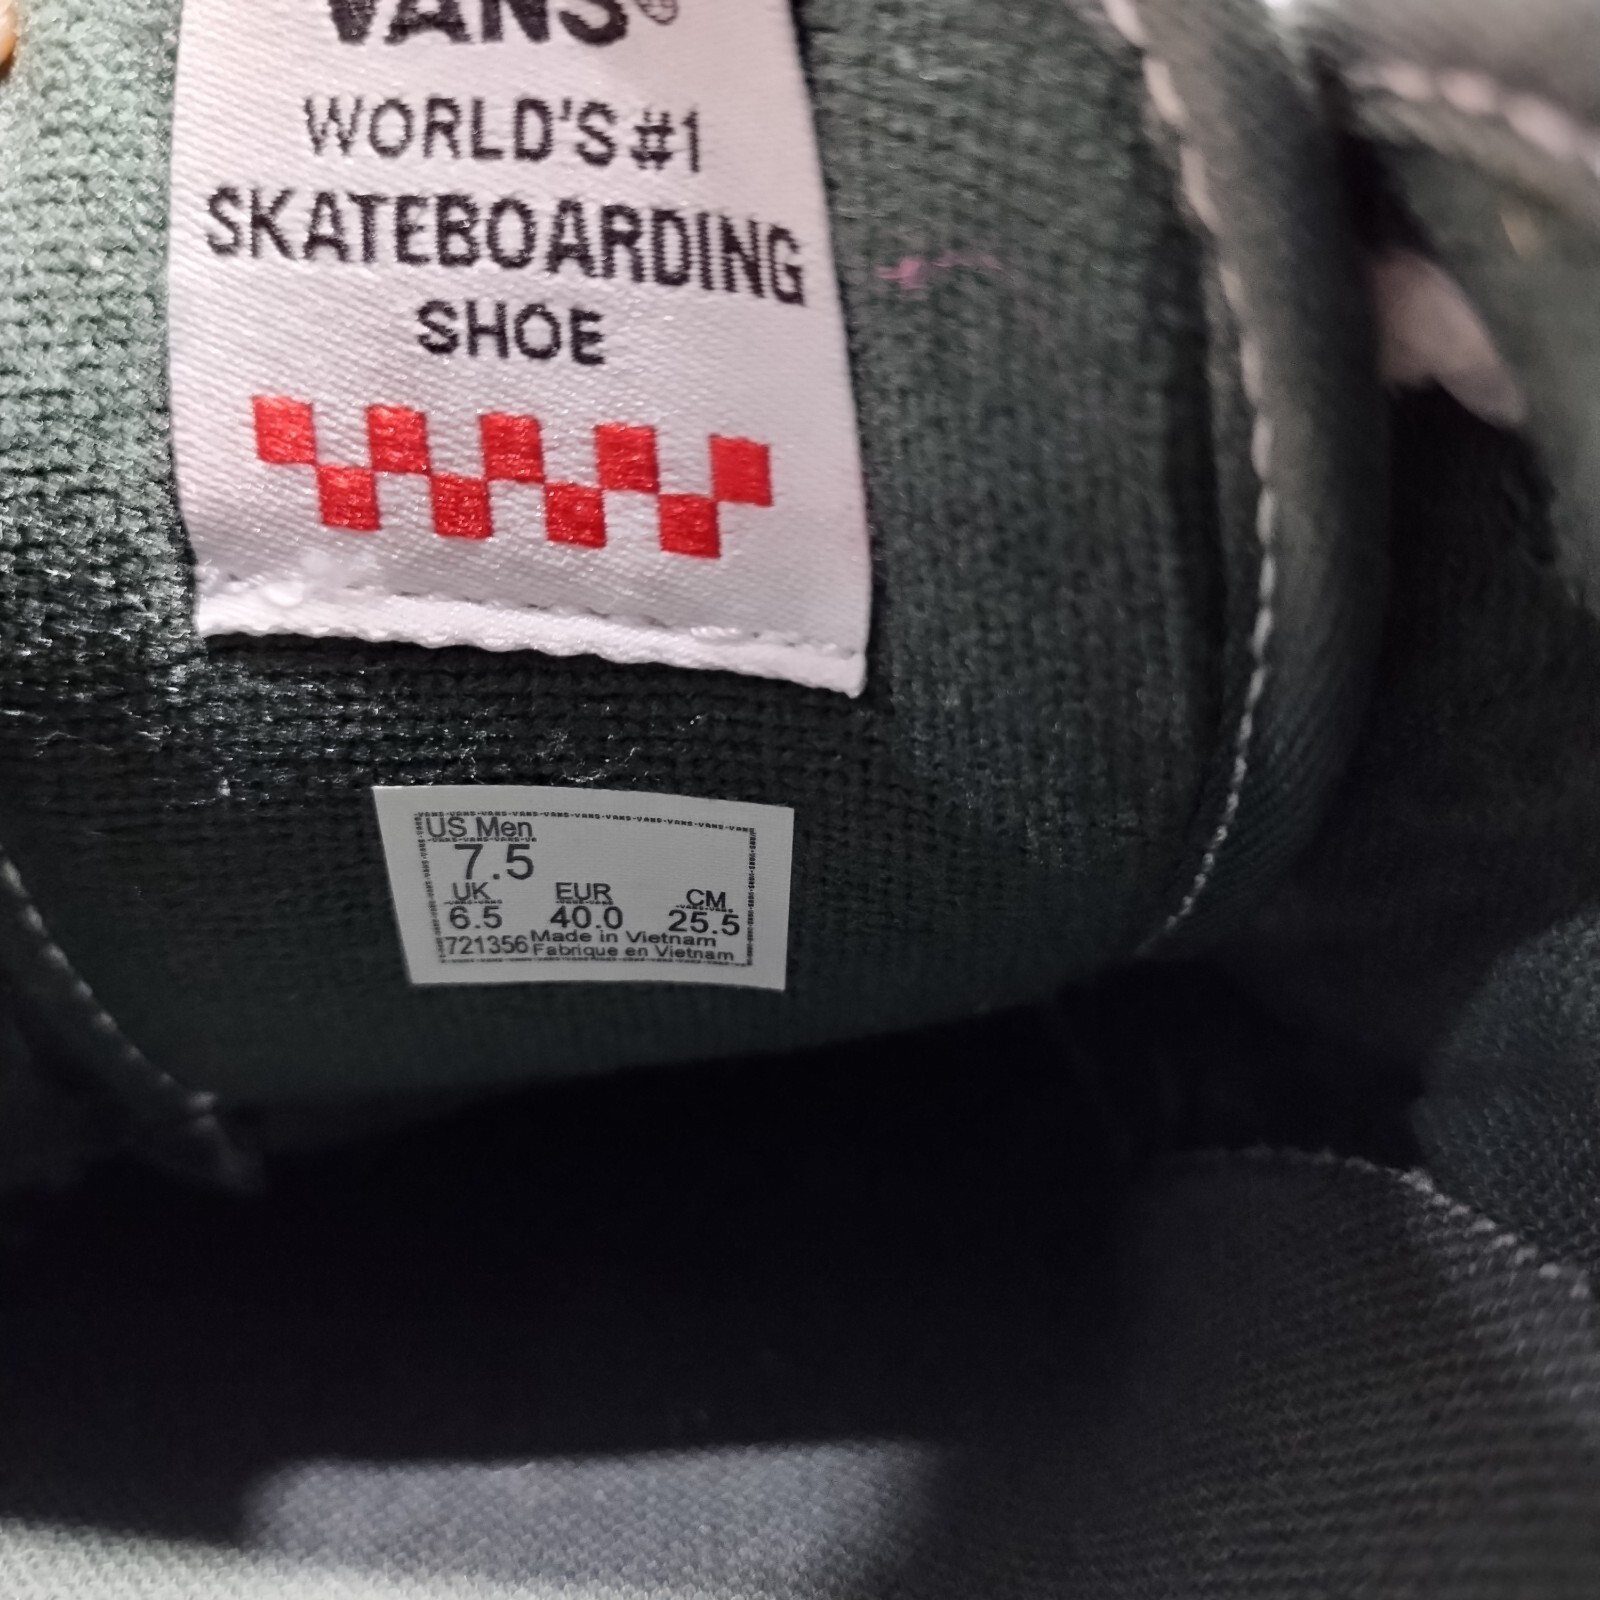 VANS®
WORLD'S #1
SKATEBOARDING
SHOE
US Men
7.5
UK EUR CM
6.5 40.0 25.5
721356 Made in Vietnam
Fabrique en Vietnam